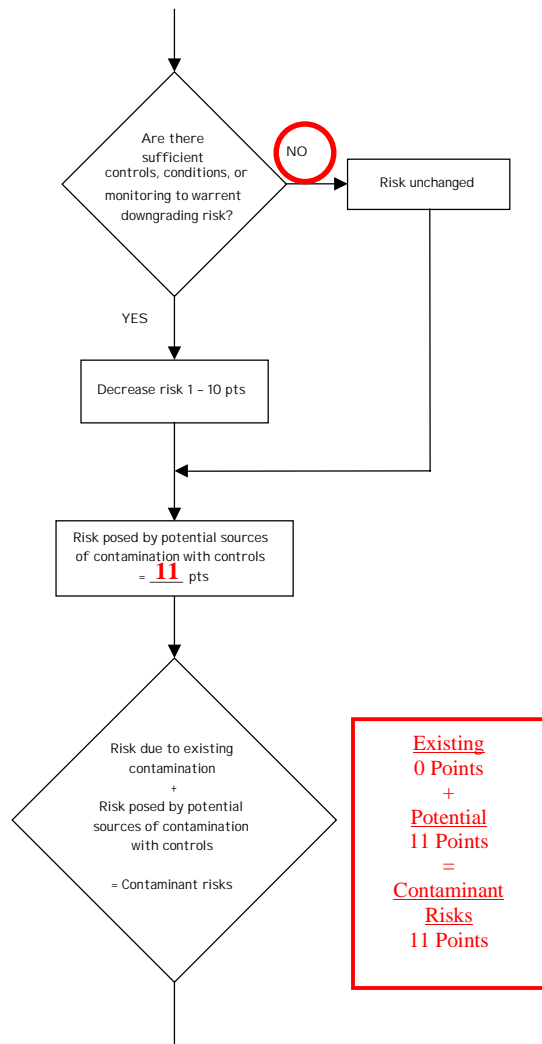 Are there
sufficient
controls, conditions, or
monitoring to warrent
downgrading risk?
NO
Risk unchanged
YES
Decrease risk 1 – 10 pts
Risk posed by potential sources
of contamination with controls
= 11 pts
Risk due to existing
contamination
+
Risk posed by potential
sources of contamination
with controls
= Contaminant risks
Existing
0 Points
+
Potential
11 Points
=
Contaminant
Risks
11 Points